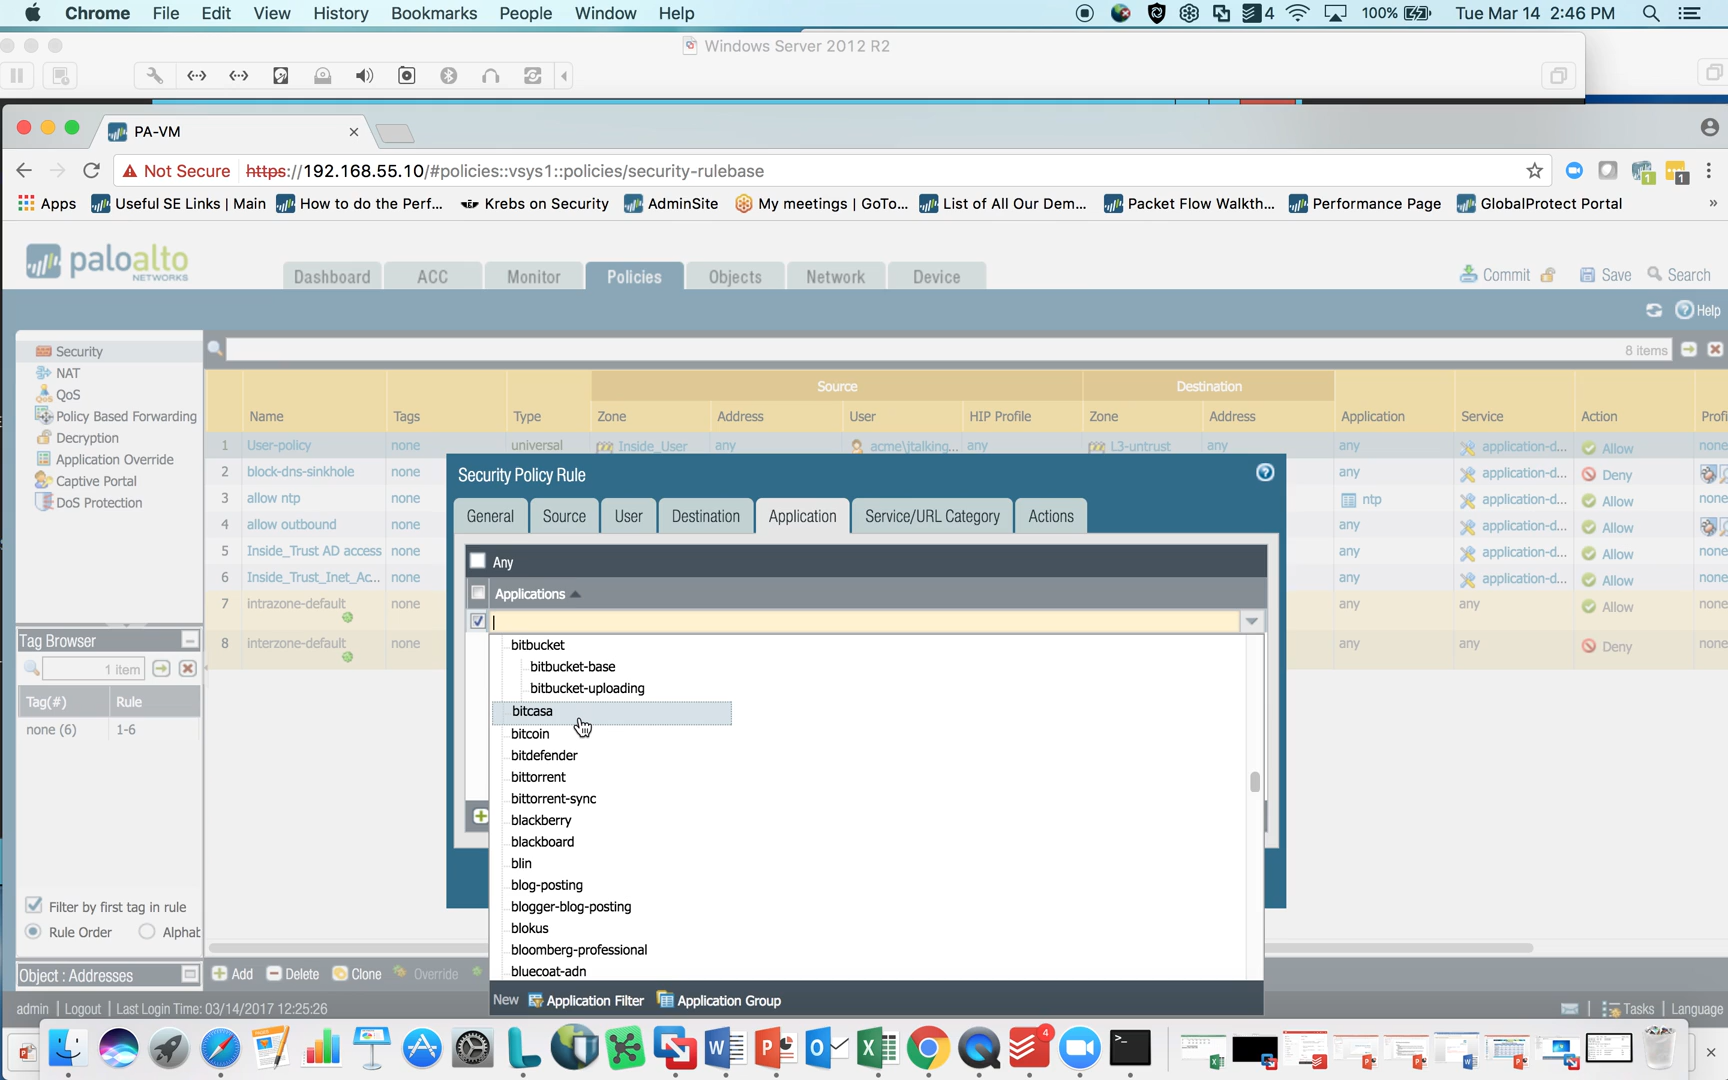 Chrome File Edit View History Bookmarks People Window Help 4 100% Tue Mar 14 2:46 PM
Windows Server 2012 R2
PA-VM
Not Secure https://192.168.55.10/#policies::vsys1::policies/security-rulebase
Apps Useful SE Links | Main How to do the Perf... Krebs on Security AdminSite My meetings | GoTo... List of All Our Dem... Packet Flow Walkth... Performance Page GlobalProtect Portal »
paloalto
NETWORKS
Dashboard ACC Monitor Policies Objects Network Device Commit Save Search
Help
Security
NAT
QoS
Policy Based Forwarding
Decryption
Application Override
Captive Portal
DoS Protection
8 items
Source Destination
Name Tags Type Zone Address User HIP Profile Zone Address Application Service Action Profi
1 User-policy none universal Inside_User any acme\jtalking... any L3-untrust any any application-d... Allow none
2 block-dns-sinkhole none any application-d... Deny
3 allow ntp none ntp application-d... Allow none
4 allow outbound none any application-d... Allow
5 Inside_Trust AD access none any application-d... Allow none
6 Inside_Trust_Inet_Ac... none any application-d... Allow none
7 intrazone-default none any any Allow none
8 interzone-default none any any Deny none
Security Policy Rule
General Source User Destination Application Service/URL Category Actions
Any
Applications
bitbucket
bitbucket-base
bitbucket-uploading
bitcasa
bitcoin
bitdefender
bittorrent
bittorrent-sync
blackberry
blackboard
blin
blog-posting
blogger-blog-posting
blokus
bloomberg-professional
bluecoat-adn
New Application Filter Application Group
Tag Browser
1 item
Tag(#) Rule
none (6) 1-6
Filter by first tag in rule
Rule Order Alphat
Object : Addresses
Add Delete Clone Override
admin | Logout | Last Login Time: 03/14/2017 12:25:26
Tasks | Language
4